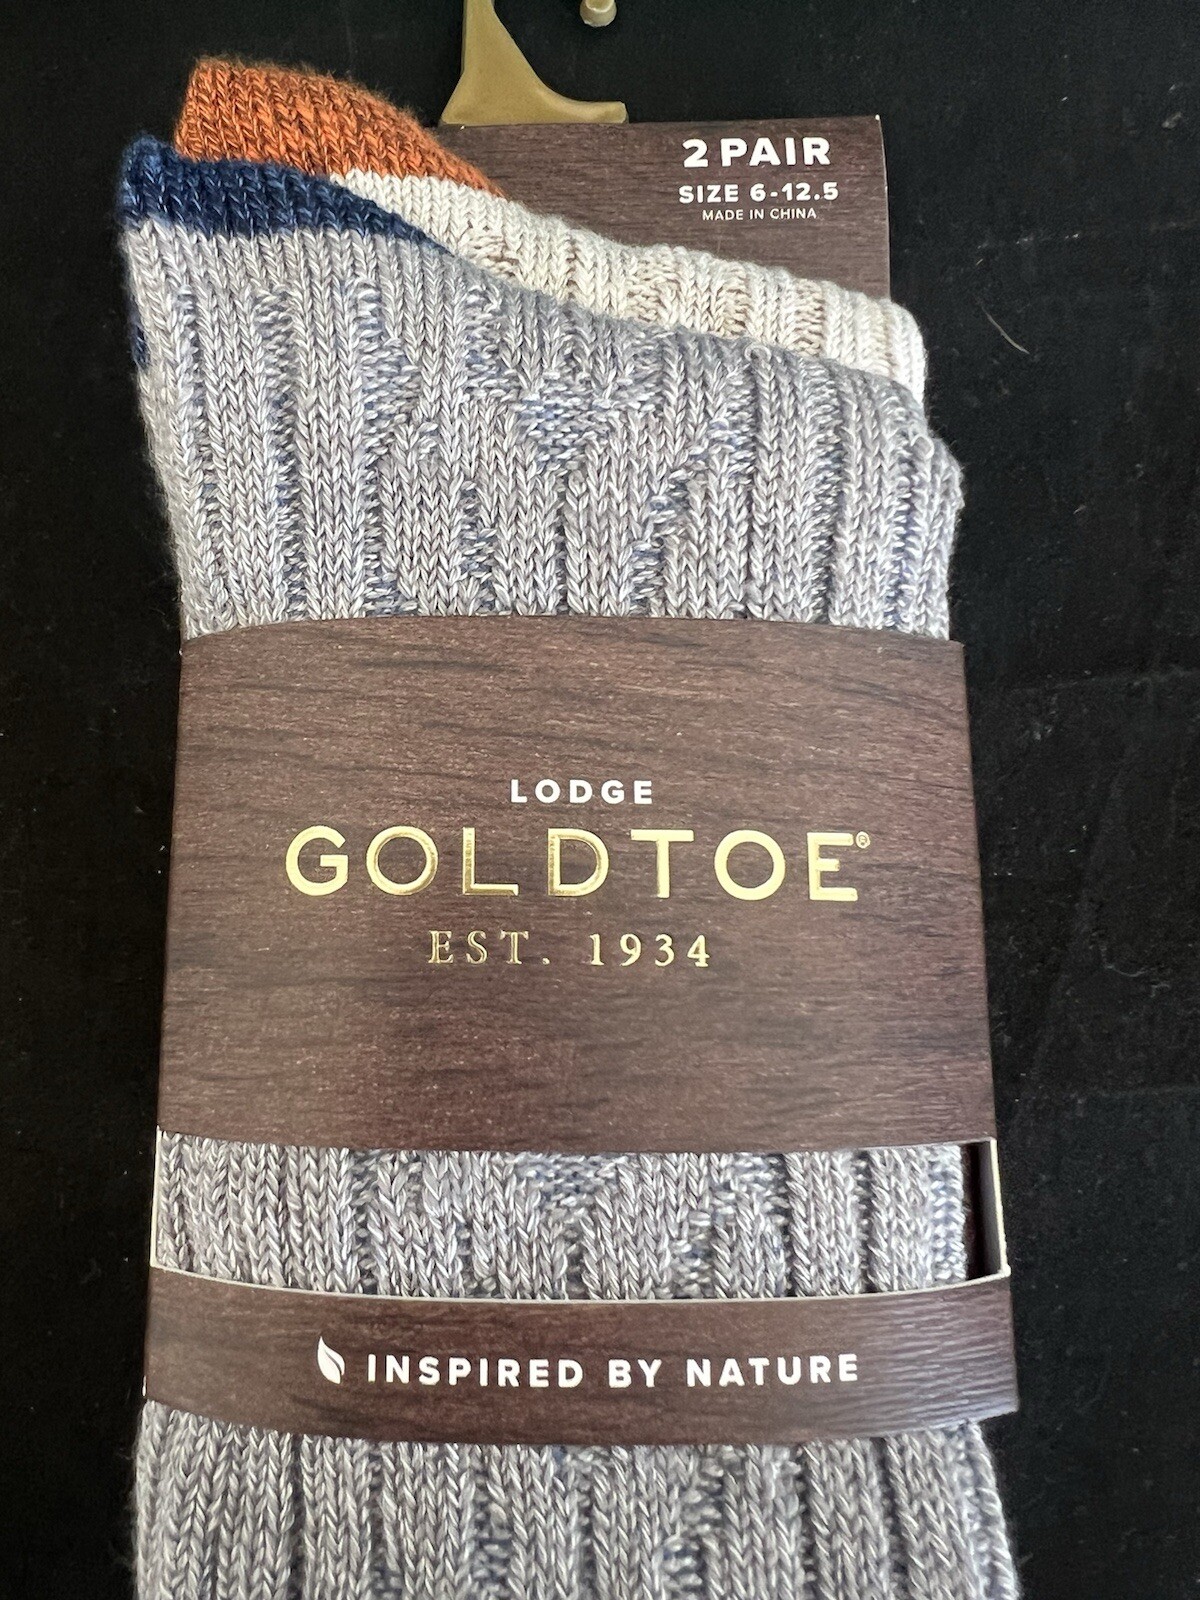 2 PAIR
SIZE 6-12.5
MADE IN CHINA
LODGE
GOLDTOE®
EST. 1934
INSPIRED BY NATURE